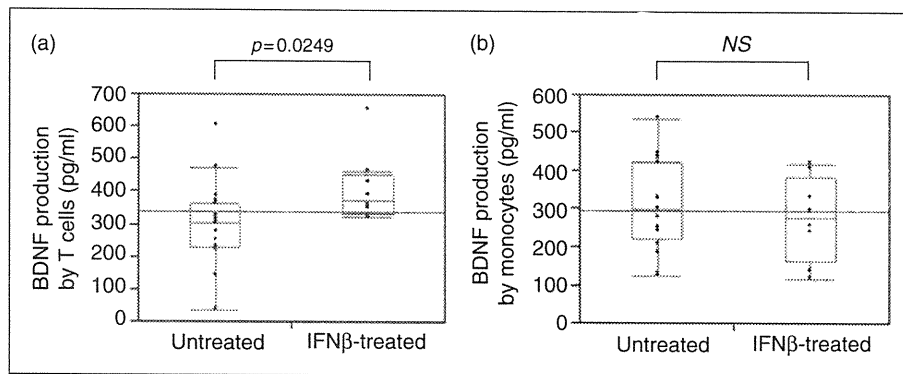 (a)
p=0.0249
BDNF production
by T cells (pg/ml)
700
600
500
400
300
200
100
0
Untreated
IFNβ-treated
(b)
NS
BDNF production
by monocytes (pg/ml)
600
500
400
300
200
100
0
Untreated
IFNβ-treated